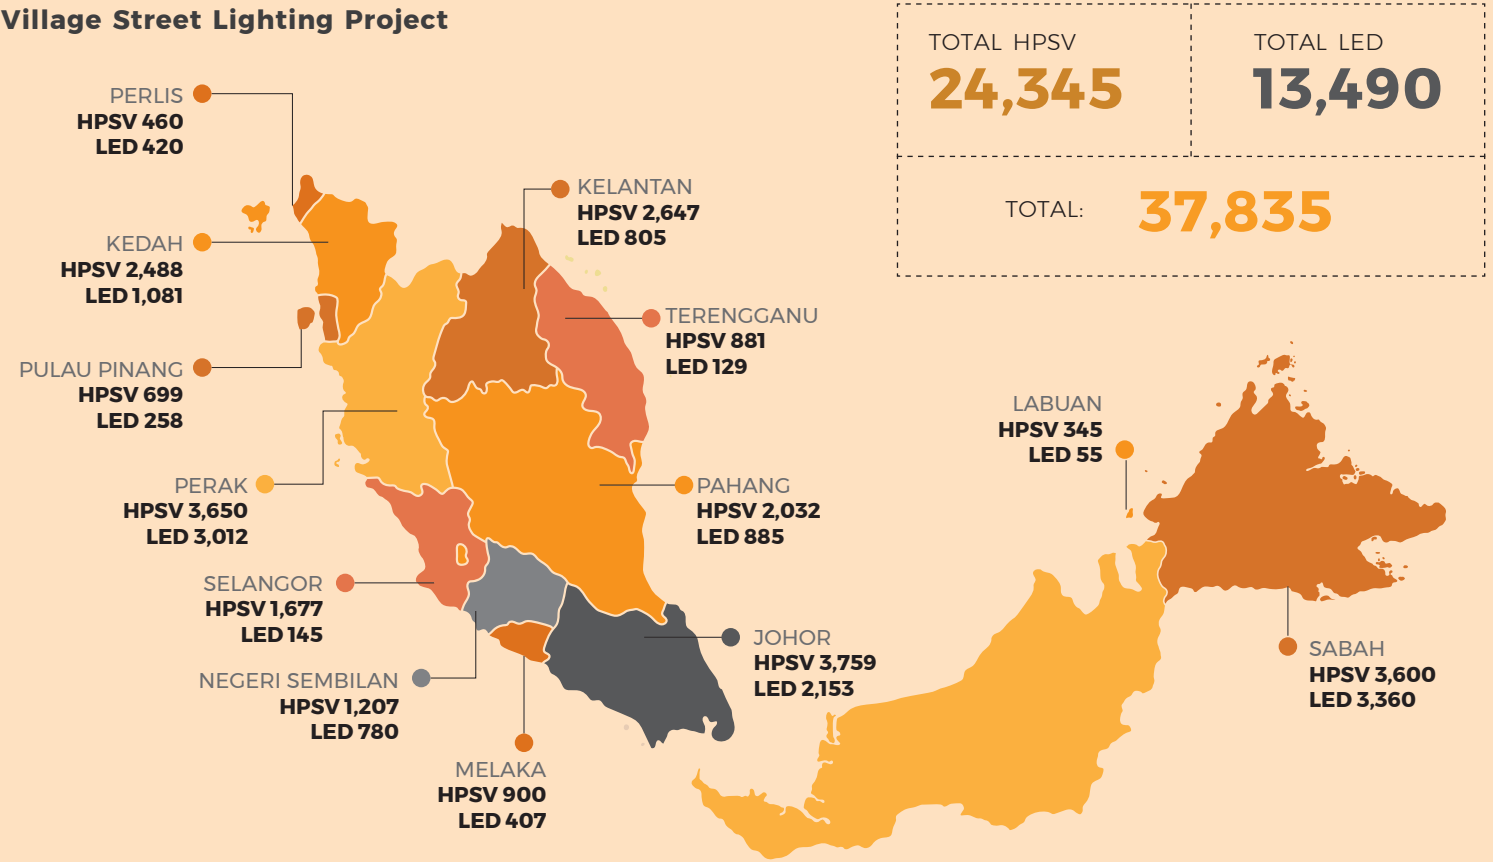 Village Street Lighting Project
TOTAL HPSV
24,345
TOTAL LED
13,490
TOTAL:
37,835
PERLIS
HPSV 460
LED 420
KEDAH
HPSV 2,488
LED 1,081
PULAU PINANG
HPSV 699
LED 258
PERAK
HPSV 3,650
LED 3,012
SELANGOR
HPSV 1,677
LED 145
NEGERI SEMBILAN
HPSV 1,207
LED 780
MELAKA
HPSV 900
LED 407
KELANTAN
HPSV 2,647
LED 805
TERENGGANU
HPSV 881
LED 129
PAHANG
HPSV 2,032
LED 885
JOHOR
HPSV 3,759
LED 2,153
LABUAN
HPSV 345
LED 55
SABAH
HPSV 3,600
LED 3,360